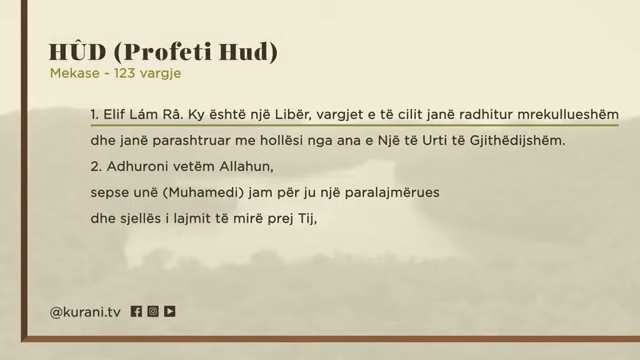 HÛD (Profeti Hud)
Mekase - 123 vargje
1. Elif Lám Râ. Ky është një Libër, vargjet e të cilit janë radhitur mrekullueshëm
dhe janë parashtruar me hollësi nga ana e Një të Urti të Gjithëdijshëm.
2. Adhuroni vetëm Allahun,
sepse unë (Muhamedi) jam për ju një paralajmërues
dhe sjellës i lajmit të mirë prej Tij,
@kurani.tv